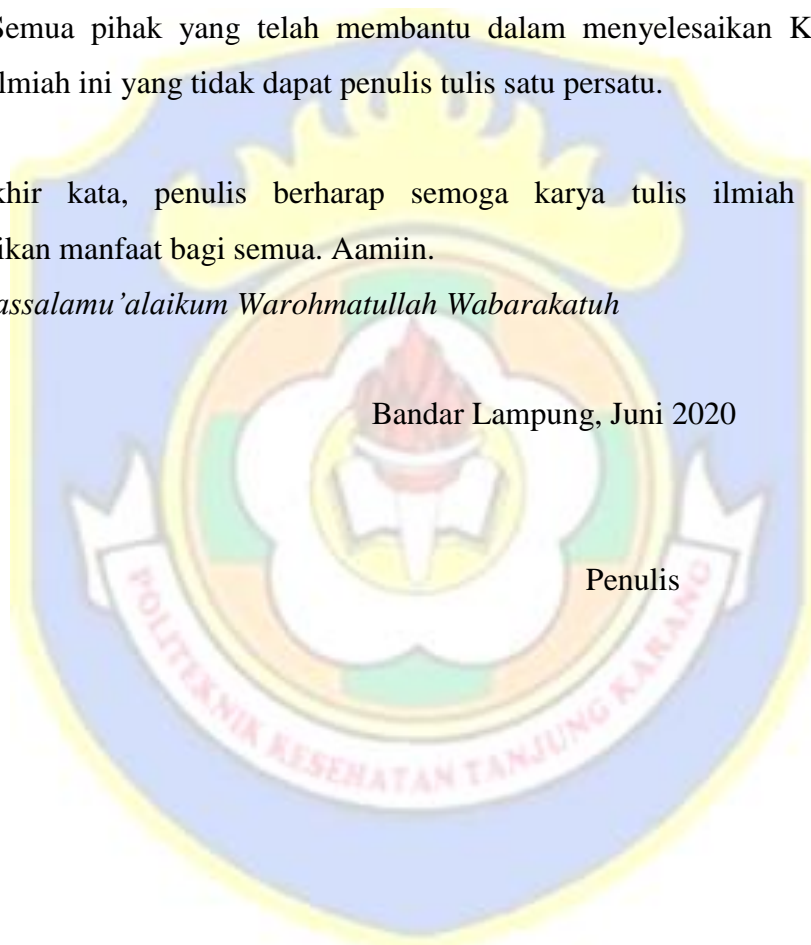 Semua pihak yang telah membantu dalam menyelesaikan K
lmiah ini yang tidak dapat penulis tulis satu persatu.
khir kata, penulis berharap semoga karya tulis ilmiah
ikan manfaat bagi semua. Aamiin.
assalamu’alaikum Warohmatullah Wabarakatuh
Bandar Lampung, Juni 2020
Penulis
POLITEKNIK KESEHATAN TANJUNG KARANG